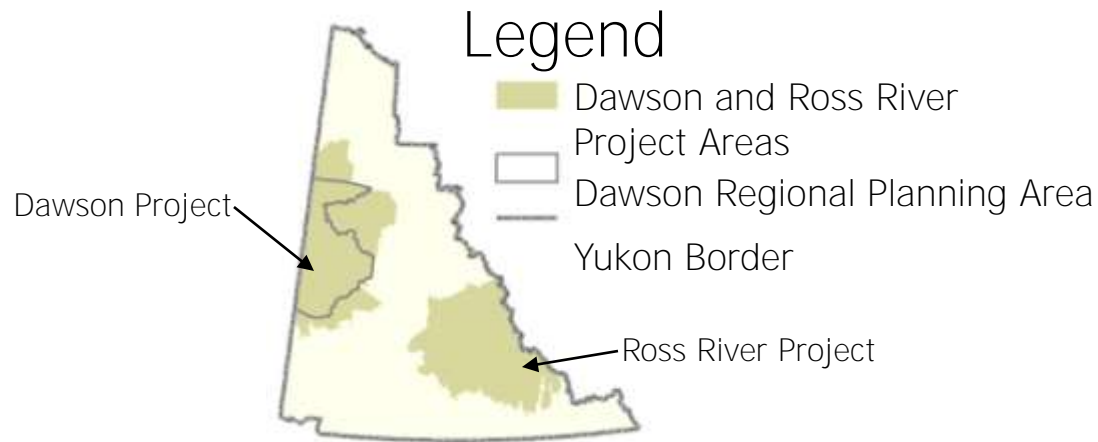 Legend
Dawson and Ross River
Project Areas
Dawson Regional Planning Area
Yukon Border
Dawson Project
Ross River Project